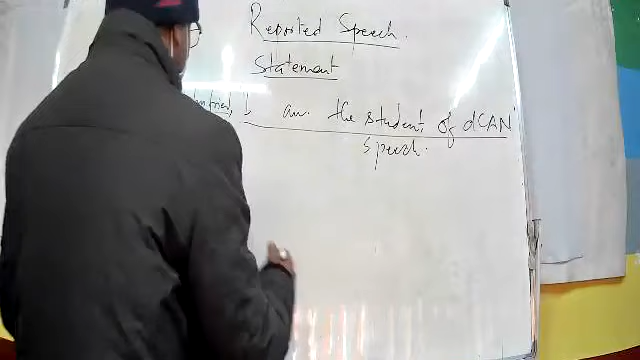 Reported Speech.
Statement
I am the student of dCAN'
speech.